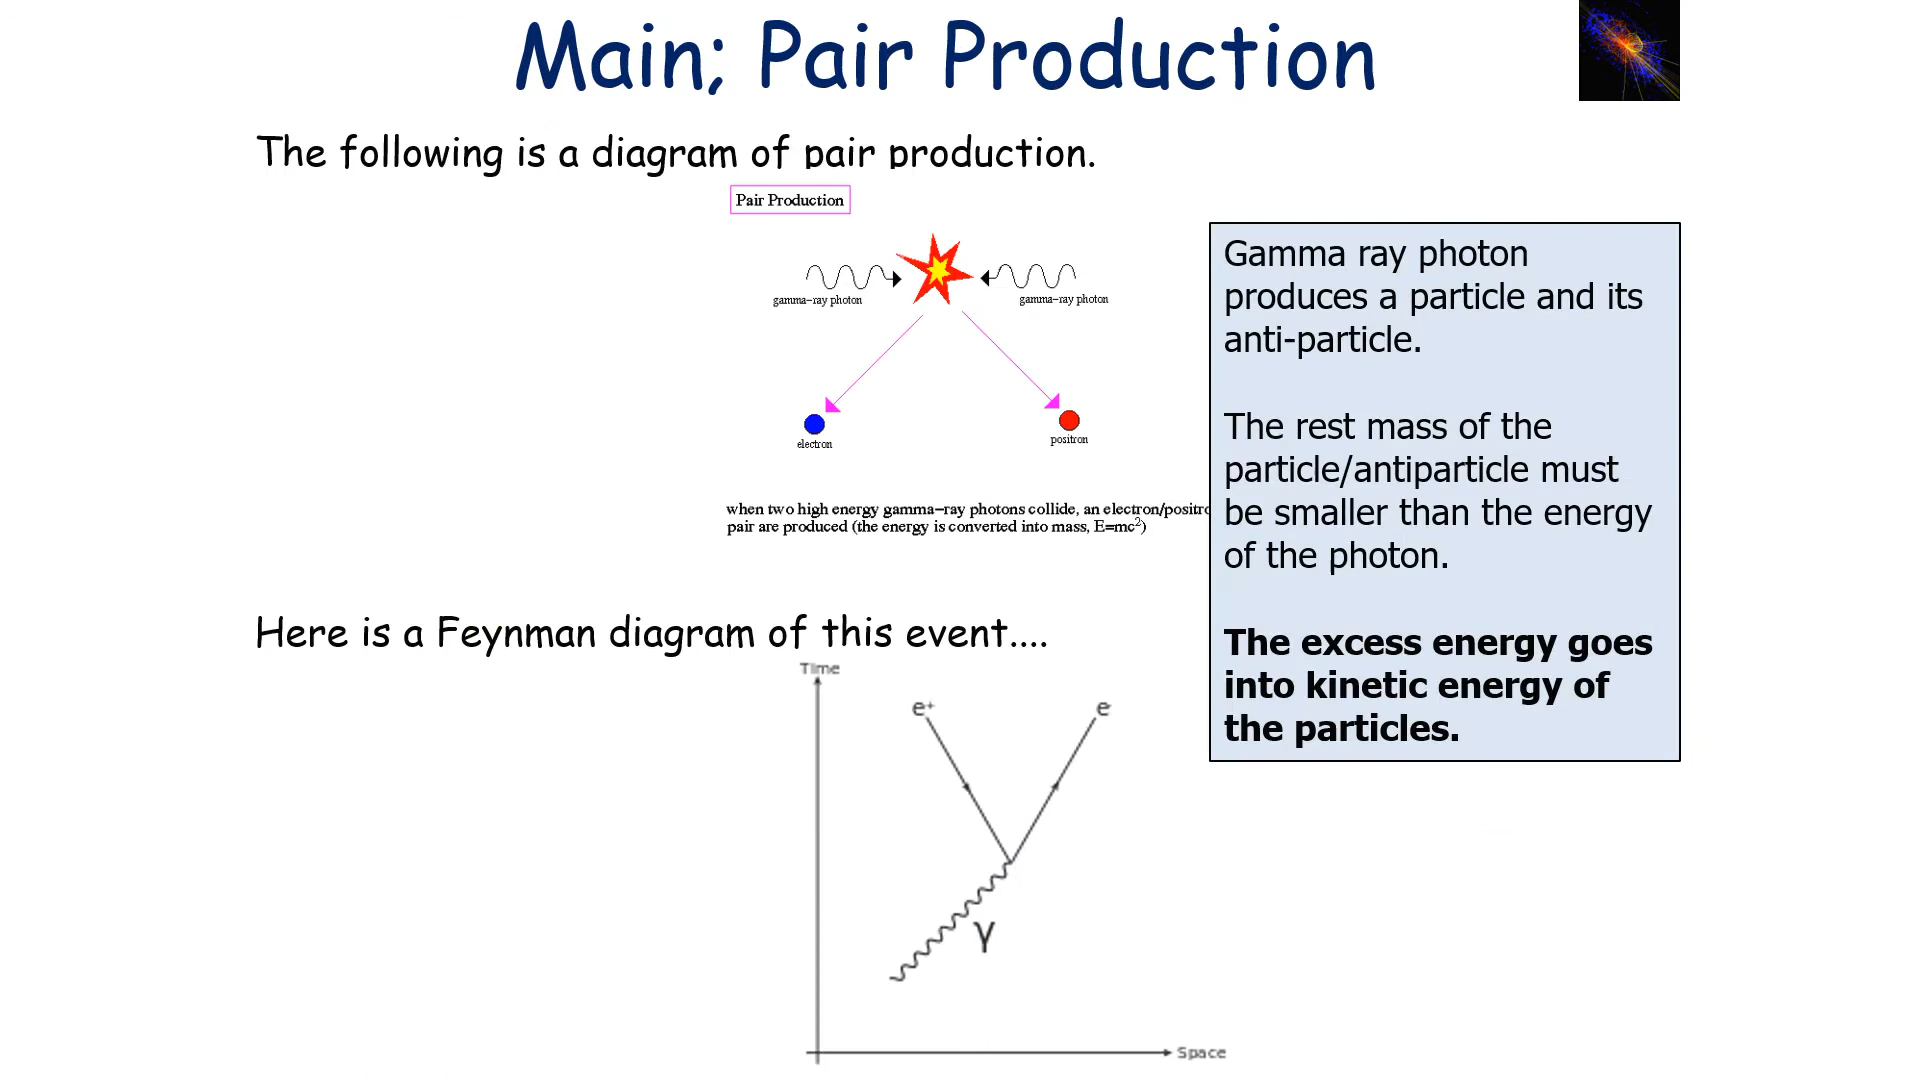 Main; Pair Production
The following is a diagram of pair production.
Pair Production
gamma-ray photon
gamma-ray photon
electron
positron
when two high energy gamma-ray photons collide, an electron/positro
pair are produced (the energy is converted into mass, E=mc²)
Gamma ray photon
produces a particle and its
anti-particle.
The rest mass of the
particle/antiparticle must
be smaller than the energy
of the photon.
The excess energy goes
into kinetic energy of
the particles.
Here is a Feynman diagram of this event....
Time
e⁺
e⁻
γ
Space